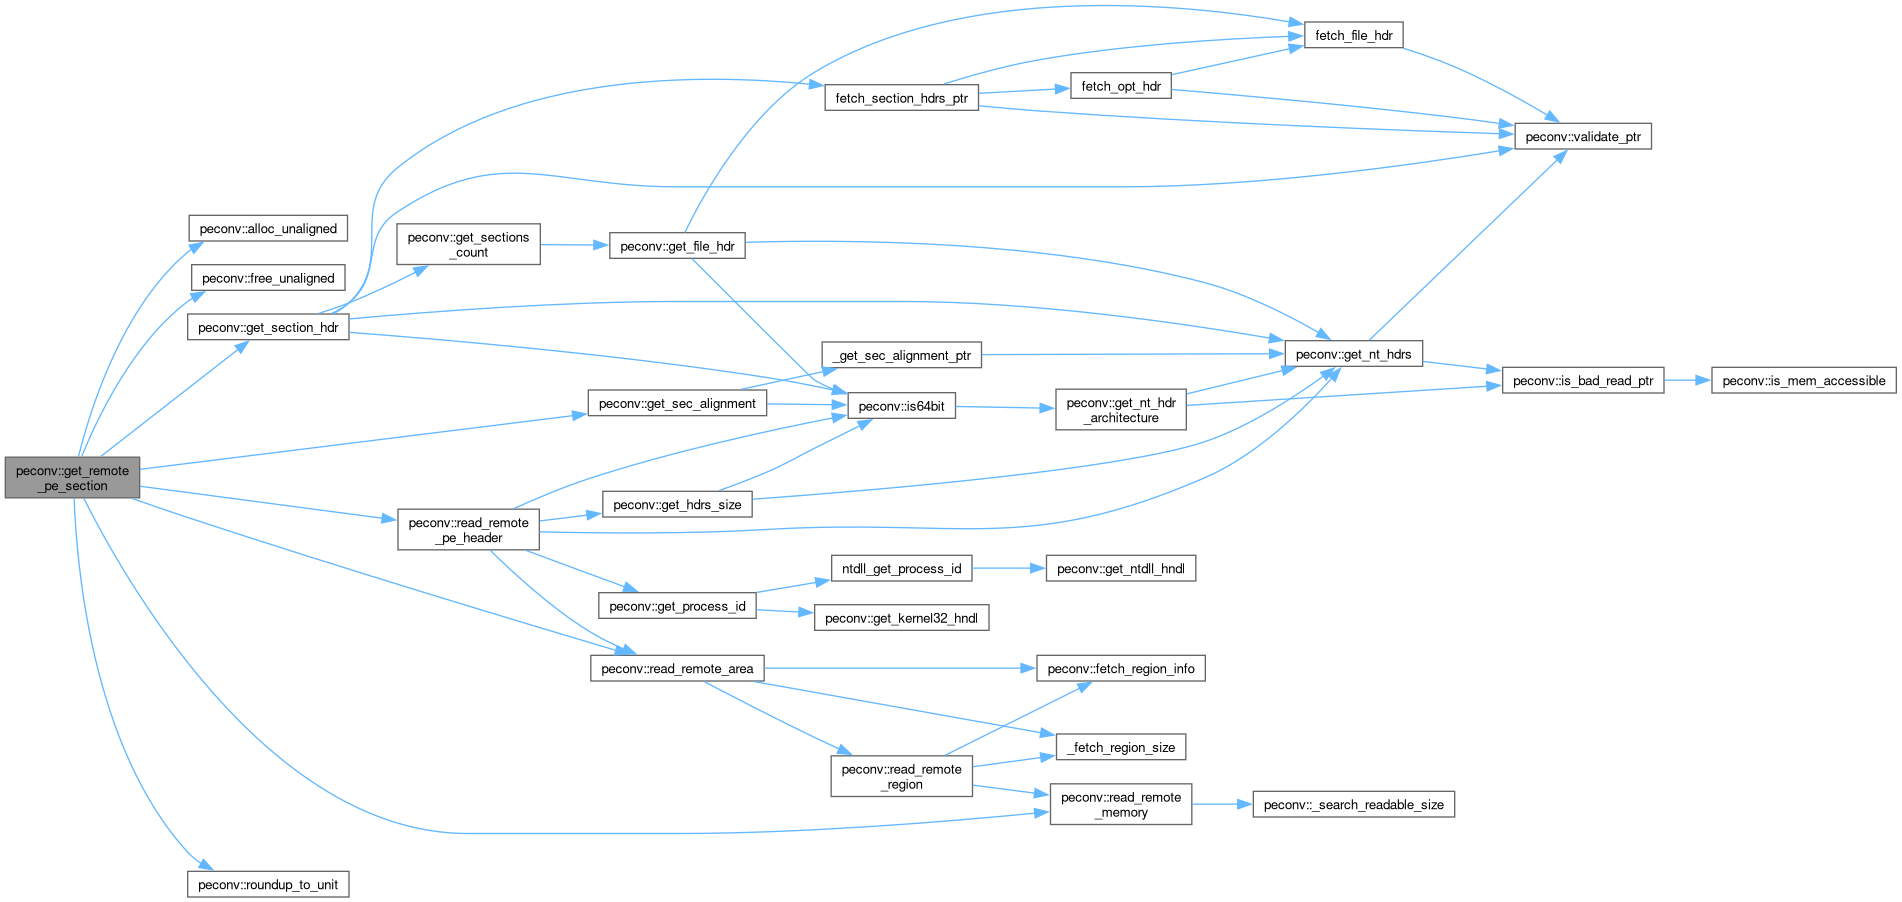 peconv::get_remote
_pe_section
peconv::alloc_unaligned
peconv::free_unaligned
peconv::get_section_hdr
peconv::get_sections
_count
peconv::get_file_hdr
fetch_section_hdrs_ptr
fetch_opt_hdr
fetch_file_hdr
peconv::validate_ptr
_get_sec_alignment_ptr
peconv::get_sec_alignment
peconv::is64bit
peconv::get_nt_hdr
_architecture
peconv::get_nt_hdrs
peconv::is_bad_read_ptr
peconv::is_mem_accessible
peconv::read_remote
_pe_header
peconv::get_hdrs_size
peconv::get_process_id
ntdll_get_process_id
peconv::get_ntdll_hndl
peconv::get_kernel32_hndl
peconv::read_remote_area
peconv::fetch_region_info
_fetch_region_size
peconv::read_remote
_region
peconv::read_remote
_memory
peconv::_search_readable_size
peconv::roundup_to_unit